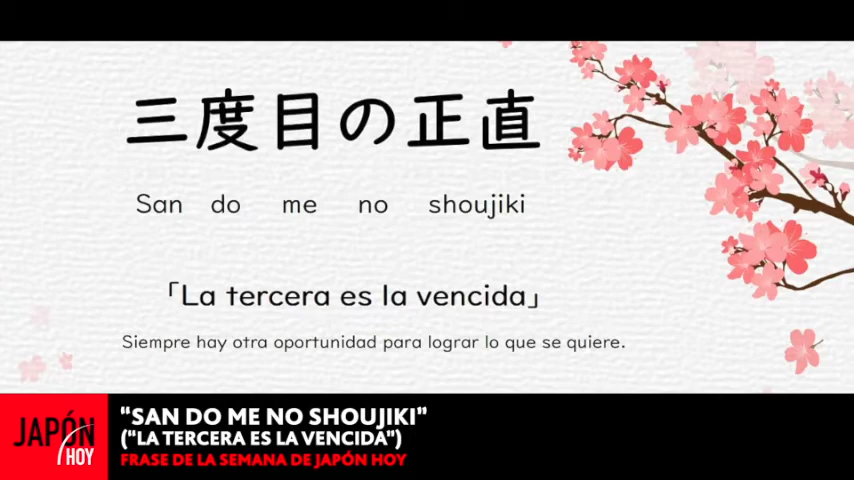 三度目の正直
San do me no shoujiki
「La tercera es la vencida」
Siempre hay otra oportunidad para lograr lo que se quiere.
JAPÓN
HOY
"SAN DO ME NO SHOUJIKI"
("LA TERCERA ES LA VENCIDA")
FRASE DE LA SEMANA DE JAPÓN HOY